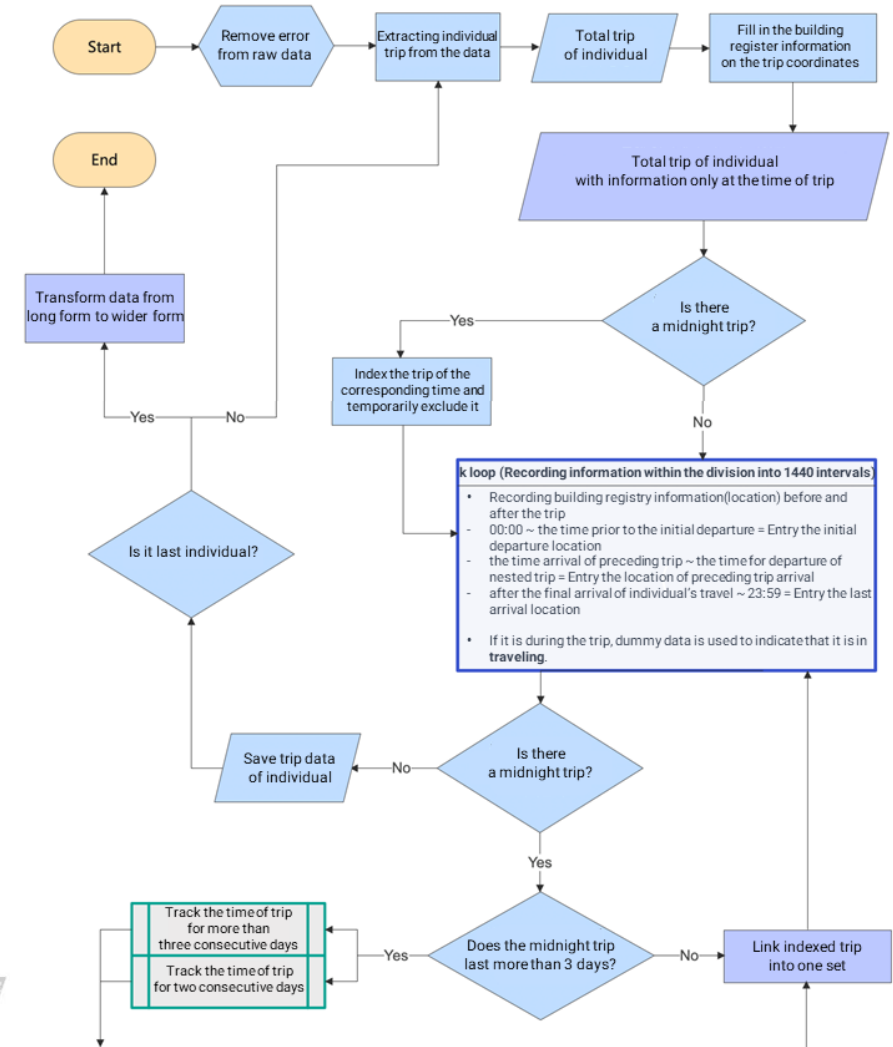 Start
Remove error
from raw data
Extracting individual
trip from the data
Total trip
of individual
Fill in the building
register information
on the trip coordinates
End
Total trip of individual
with information only at the time of trip
Transform data from
long form to wider form
Is there
a midnight trip?
Yes
Index the trip of the
corresponding time and
temporarily exclude it
Yes
No
No
k loop (Recording information within the division into 1440 intervals)
• Recording building registry information(location) before and
after the trip
- 00:00 ~ the time prior to the initial departure = Entry the initial
departure location
- the time arrival of preceding trip ~ the time for departure of
nested trip = Entry the location of preceding trip arrival
- after the final arrival of individual's travel ~ 23:59 = Entry the last
arrival location
• If it is during the trip, dummy data is used to indicate that it is in
traveling.
Is it last individual?
Save trip data
of individual
No
Is there
a midnight trip?
Yes
Track the time of trip
for more than
three consecutive days
Track the time of trip
for two consecutive days
Yes
Does the midnight trip
last more than 3 days?
No
Link indexed trip
into one set